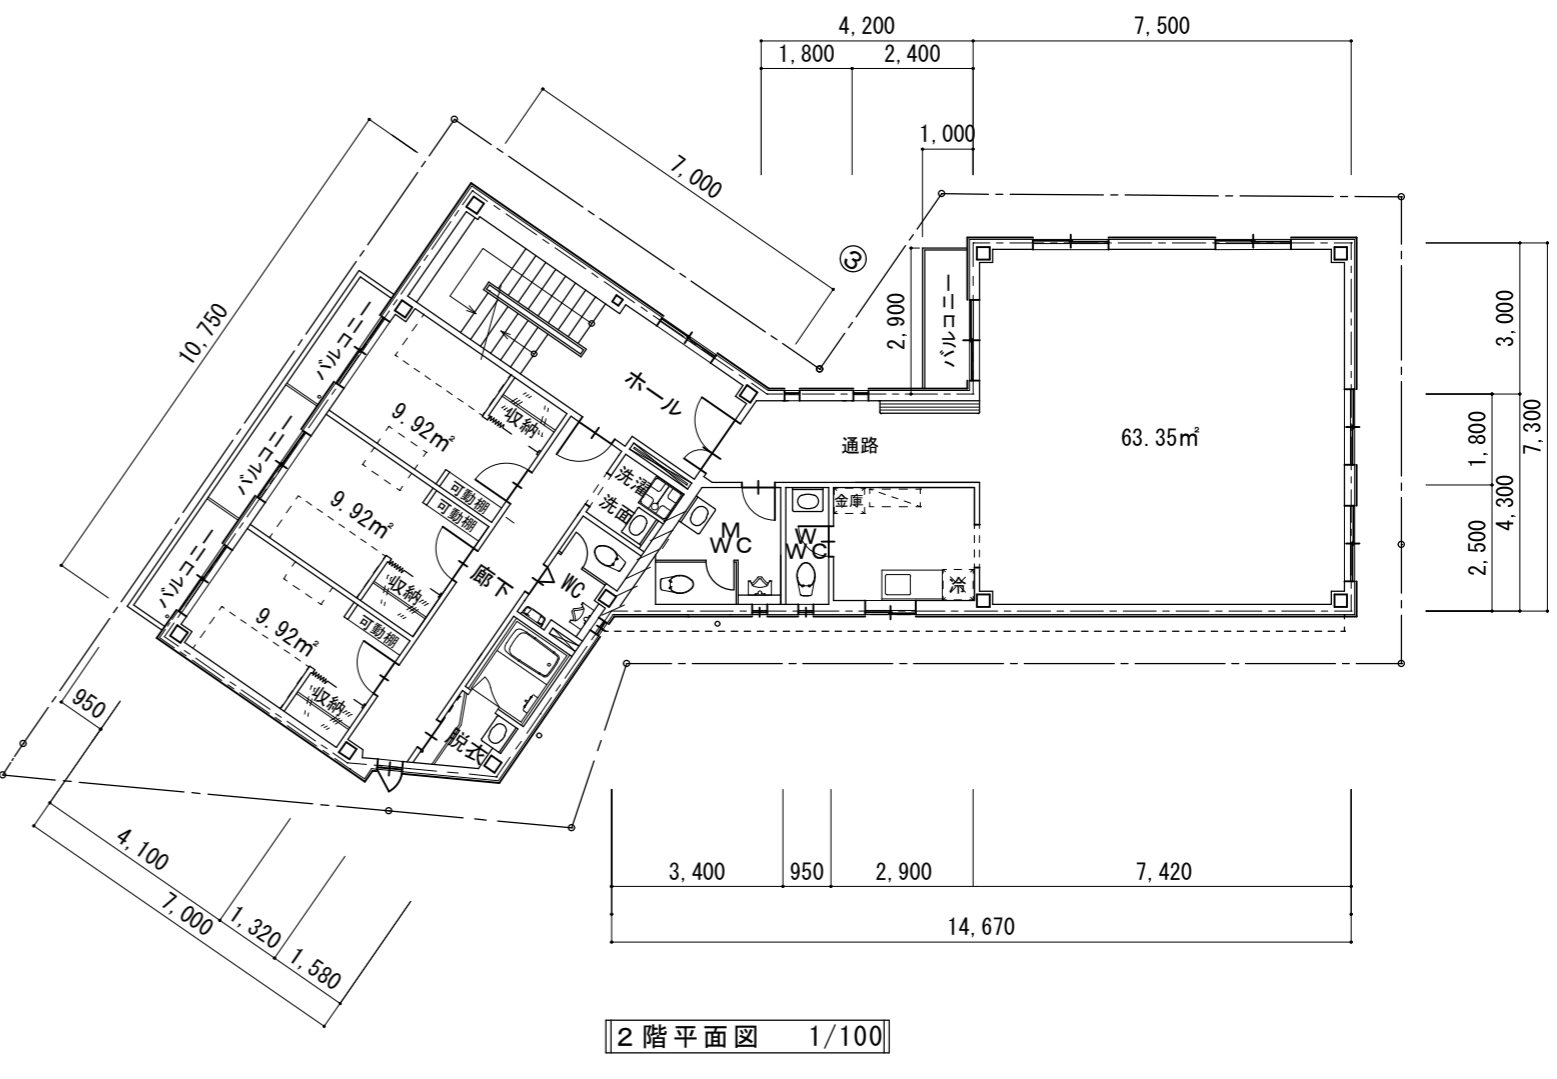 4,200
7,500
1,800
2,400
1,000
7,000
③
10,750
2,900
バルコニー
3,000
7,300
1,800
4,300
2,500
バルコニー
バルコニー
バルコニー
ホール
通路
63.35㎡
9.92㎡
収納
可動棚
可動棚
9.92㎡
収納
可動棚
9.92㎡
収納
洗濯
洗面
廊下
WC
脱衣
M
WC
W
WC
金庫
冷
950
4,100
7,000
1,320
1,580
3,400
950
2,900
7,420
14,670
2階平面図 1/100